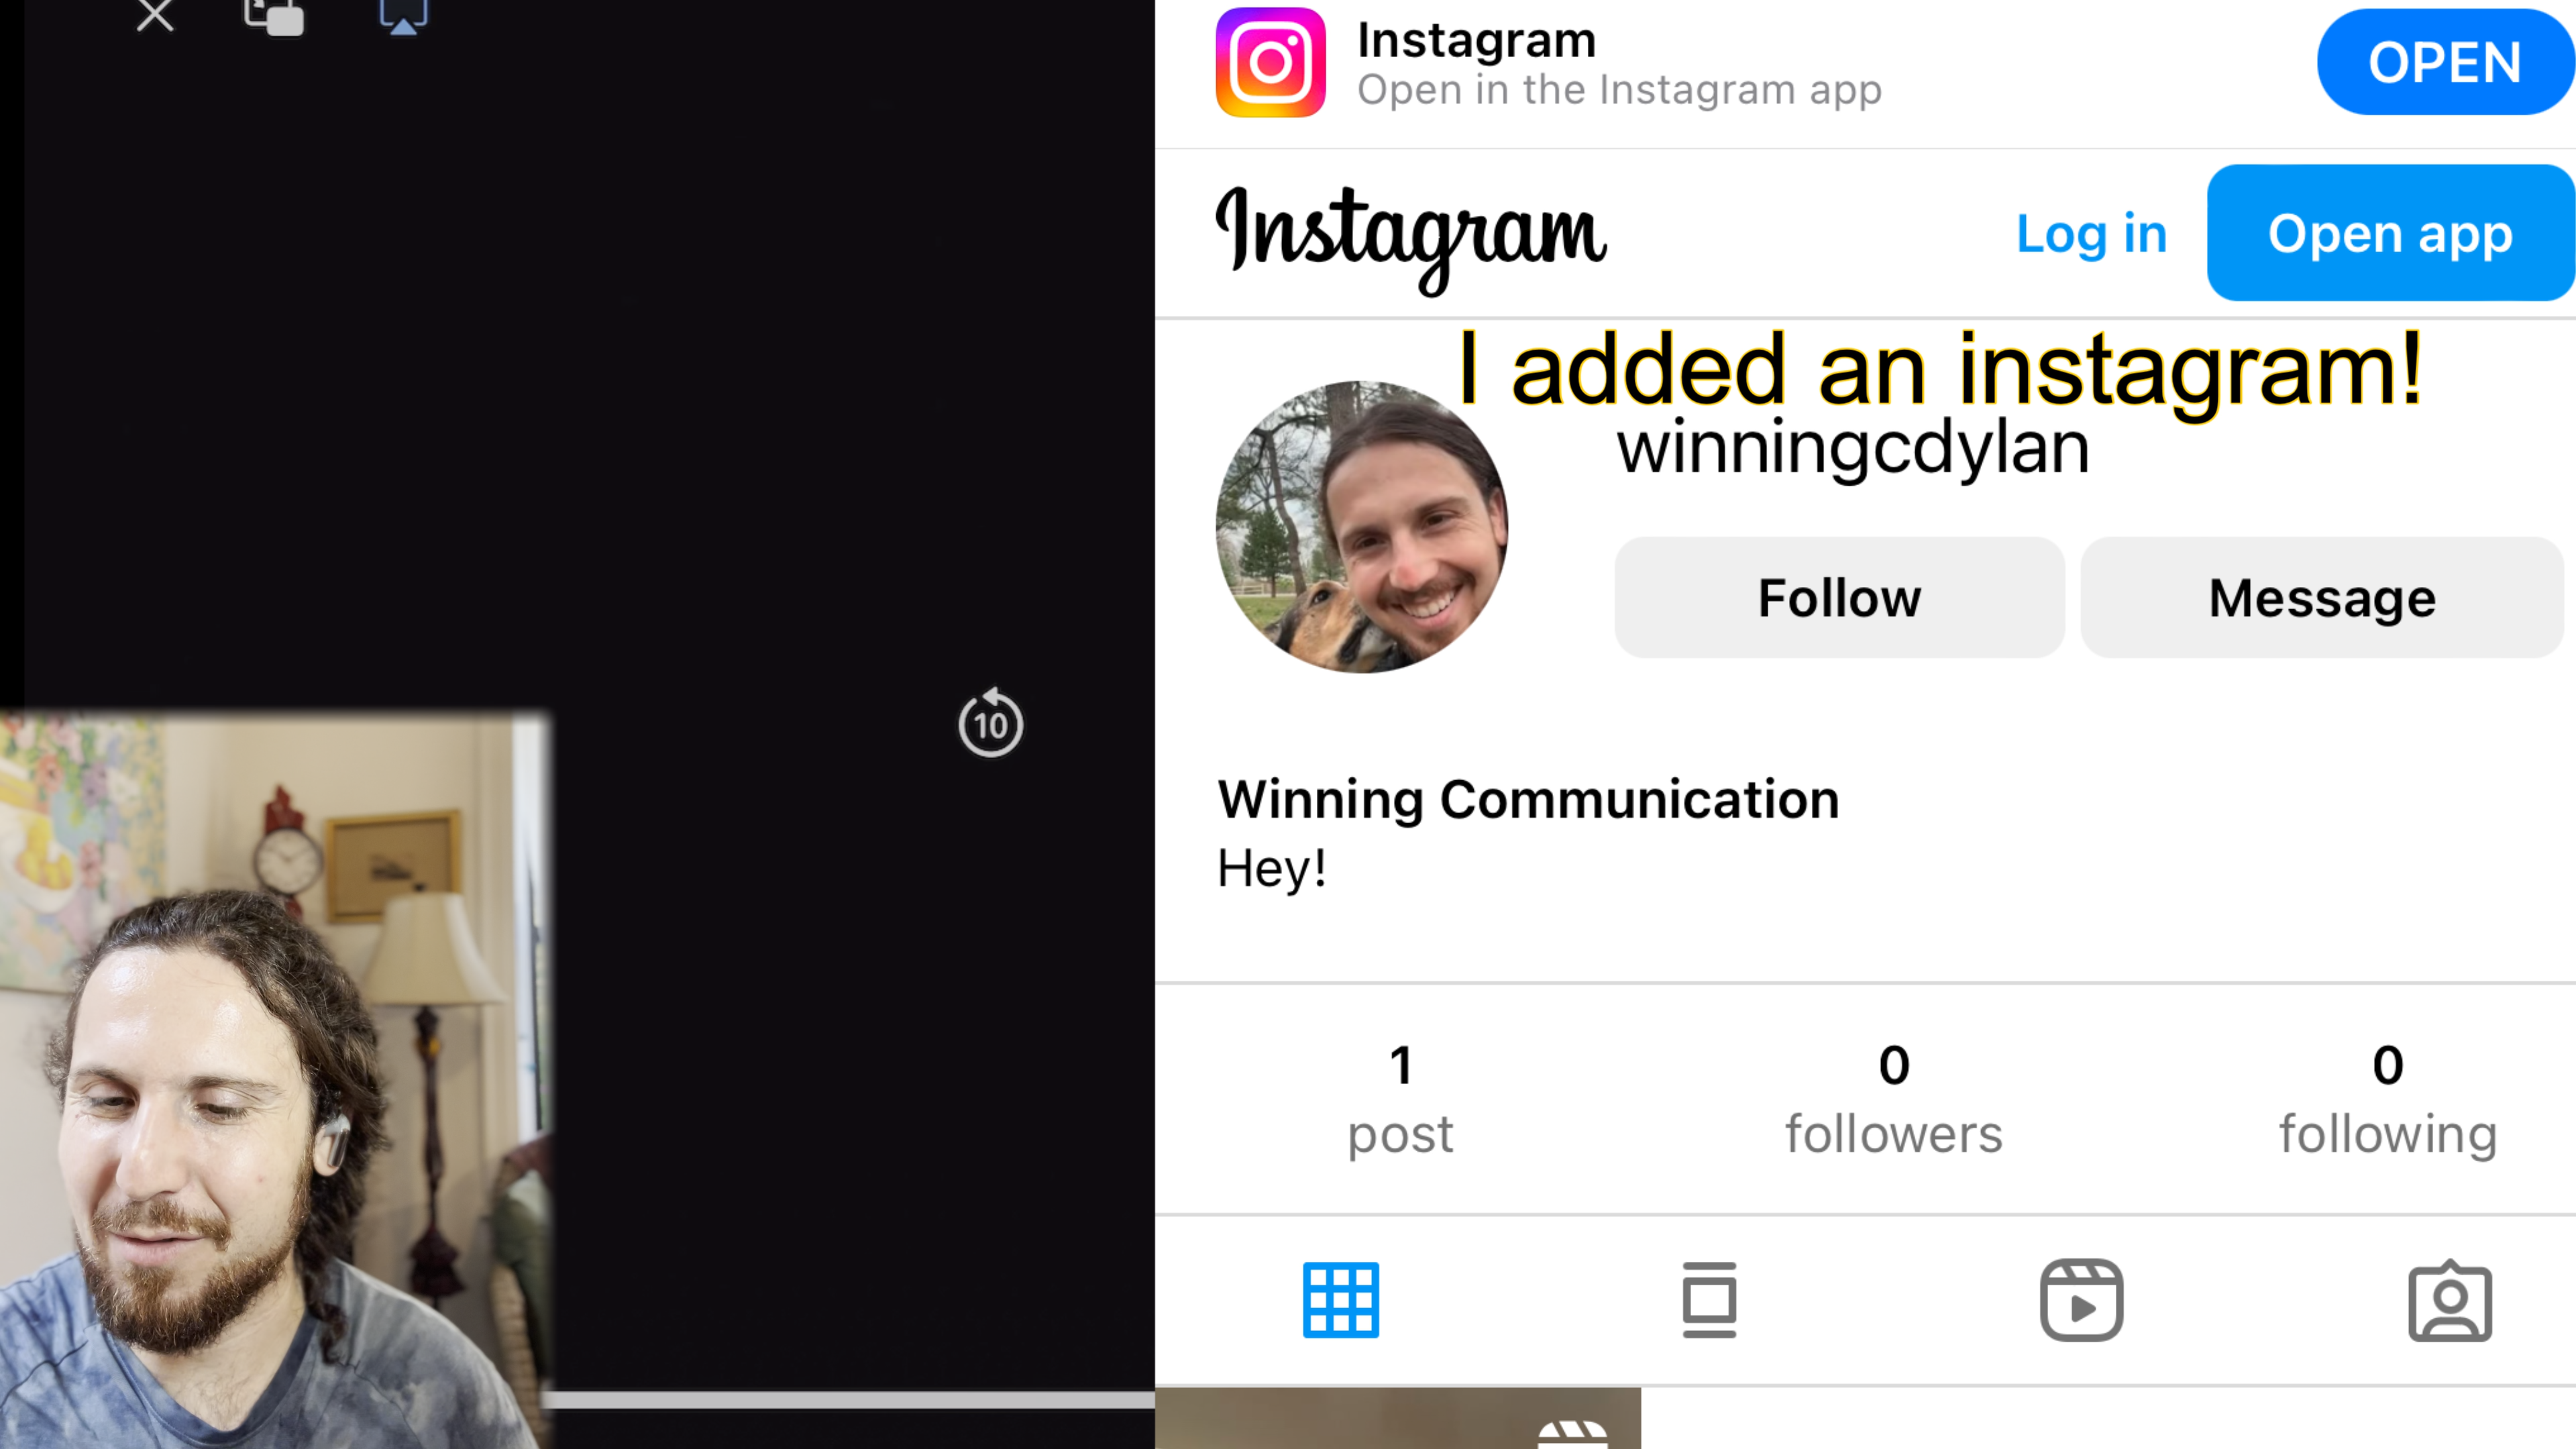 Instagram
Open in the Instagram app
OPEN
Instagram
Log in
Open app
I added an instagram!
winningcdylan
Follow
Message
10
Winning Communication
Hey!
1
post
0
followers
0
following